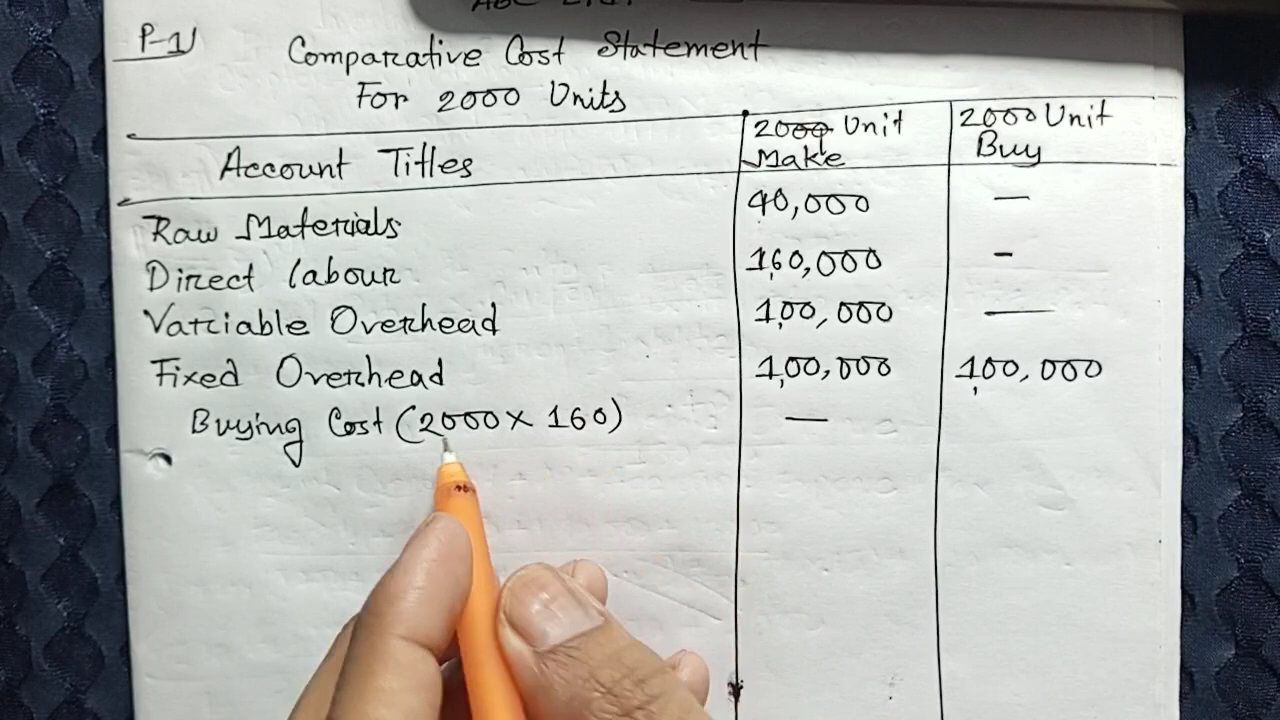 P-1
Comparative Cost Statement
For 2000 Units
Account Titles 2000 Unit Make 2000 Unit Buy
Raw Materials 40,000 —
Direct labour 160,000 -
Variable Overhead 1,00,000 —
Fixed Overhead 1,00,000 100,000
Buying Cost (2000 × 160) —